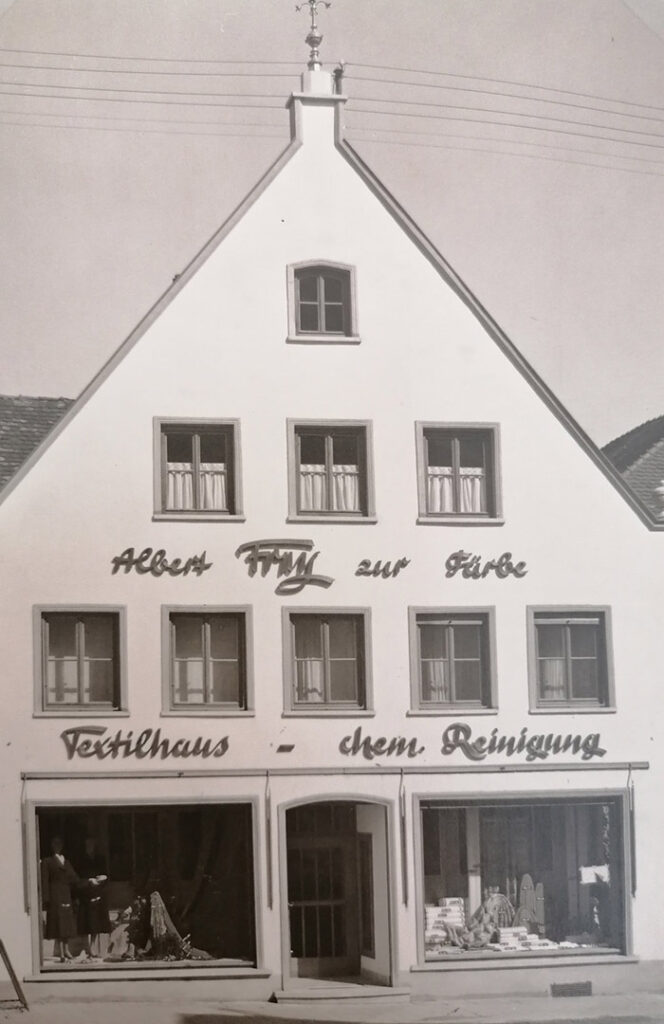 Albert Frey zur Färbe
Textilhaus - chem. Reinigung